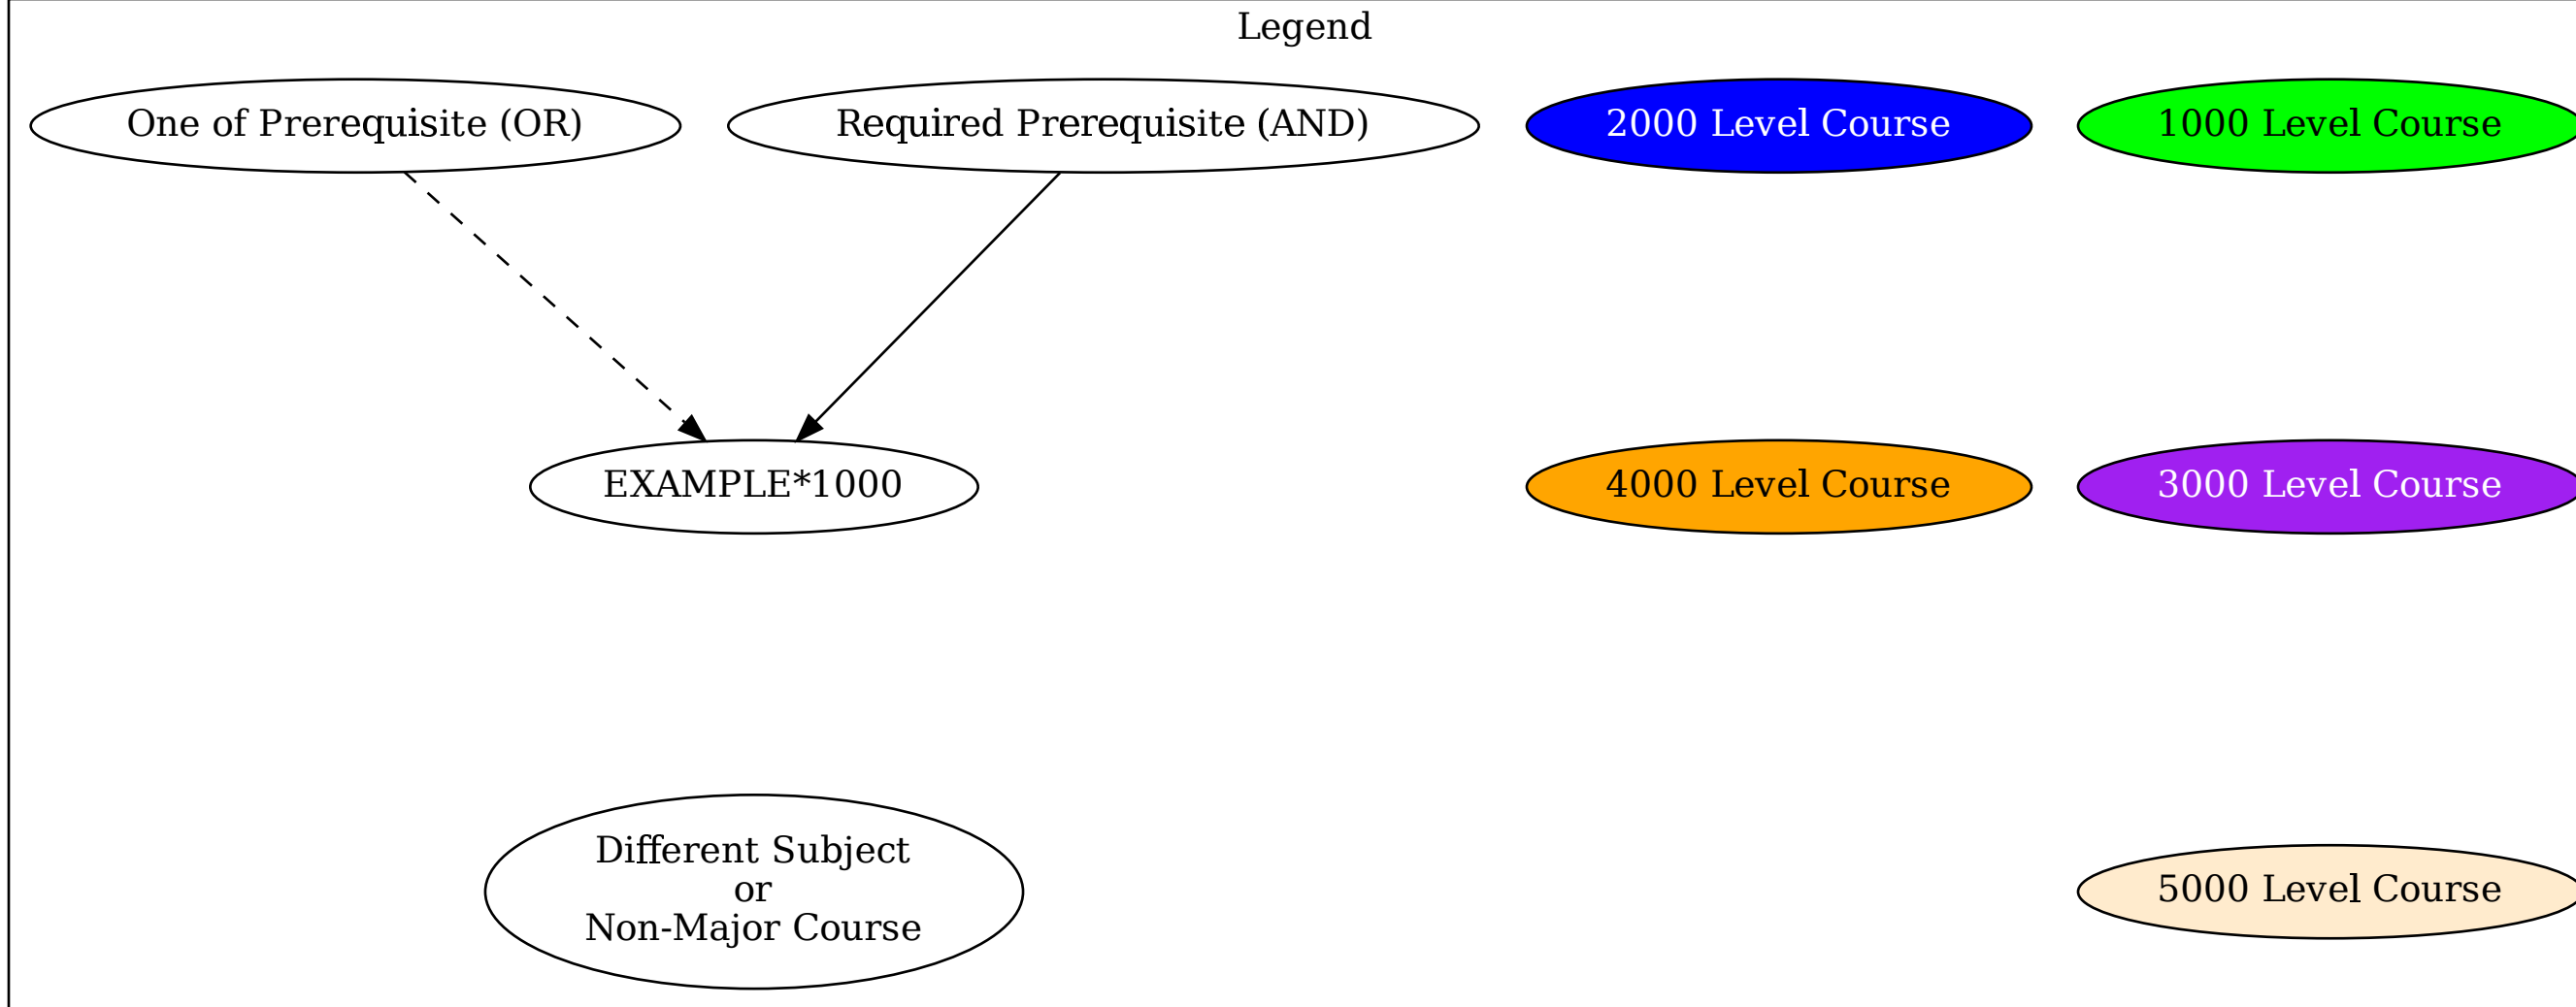 Legend
One of Prerequisite (OR)
Required Prerequisite (AND)
2000 Level Course
1000 Level Course
EXAMPLE*1000
4000 Level Course
3000 Level Course
Different Subject
or
Non-Major Course
5000 Level Course